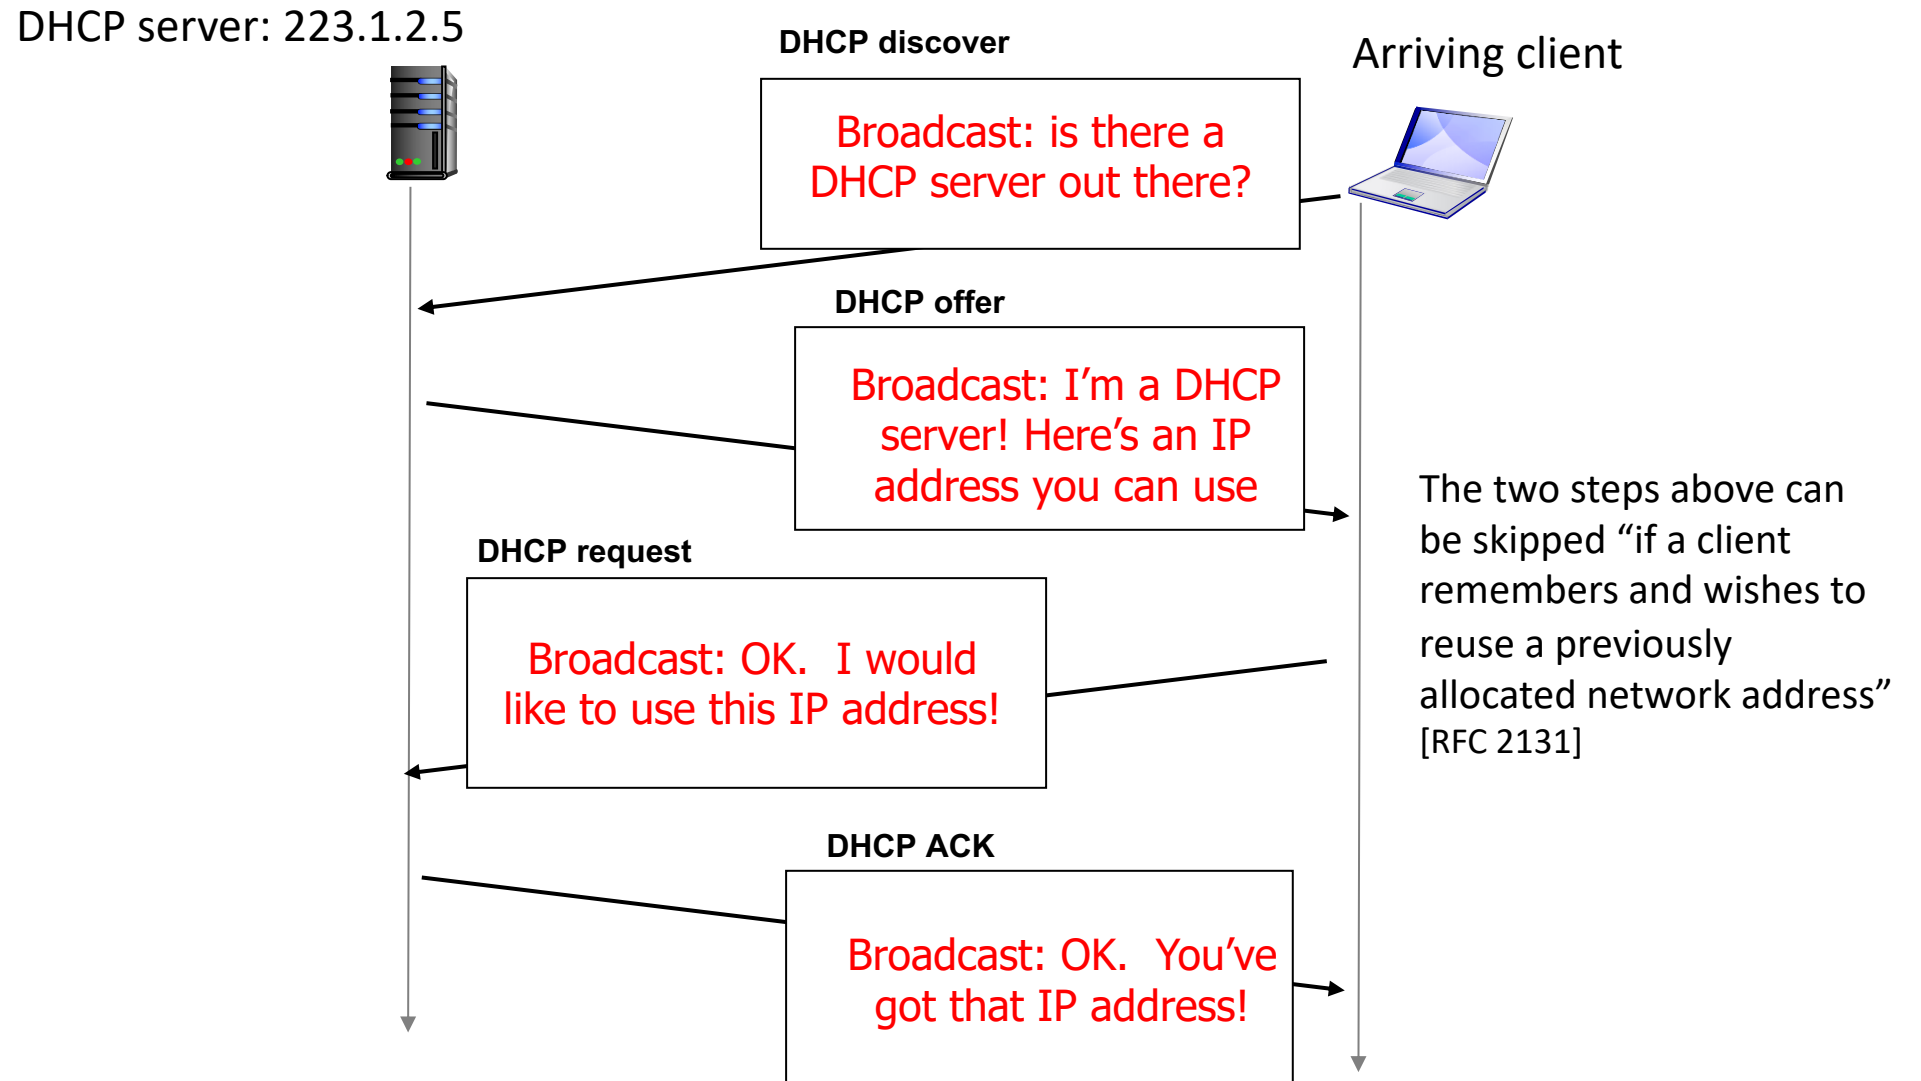 DHCP server: 223.1.2.5
DHCP discover
Arriving client
Broadcast: is there a
DHCP server out there?
DHCP offer
Broadcast: I’m a DHCP
server! Here’s an IP
address you can use
The two steps above can
be skipped “if a client
remembers and wishes to
reuse a previously
allocated network address”
[RFC 2131]
DHCP request
Broadcast: OK.  I would
like to use this IP address!
DHCP ACK
Broadcast: OK.  You’ve
got that IP address!